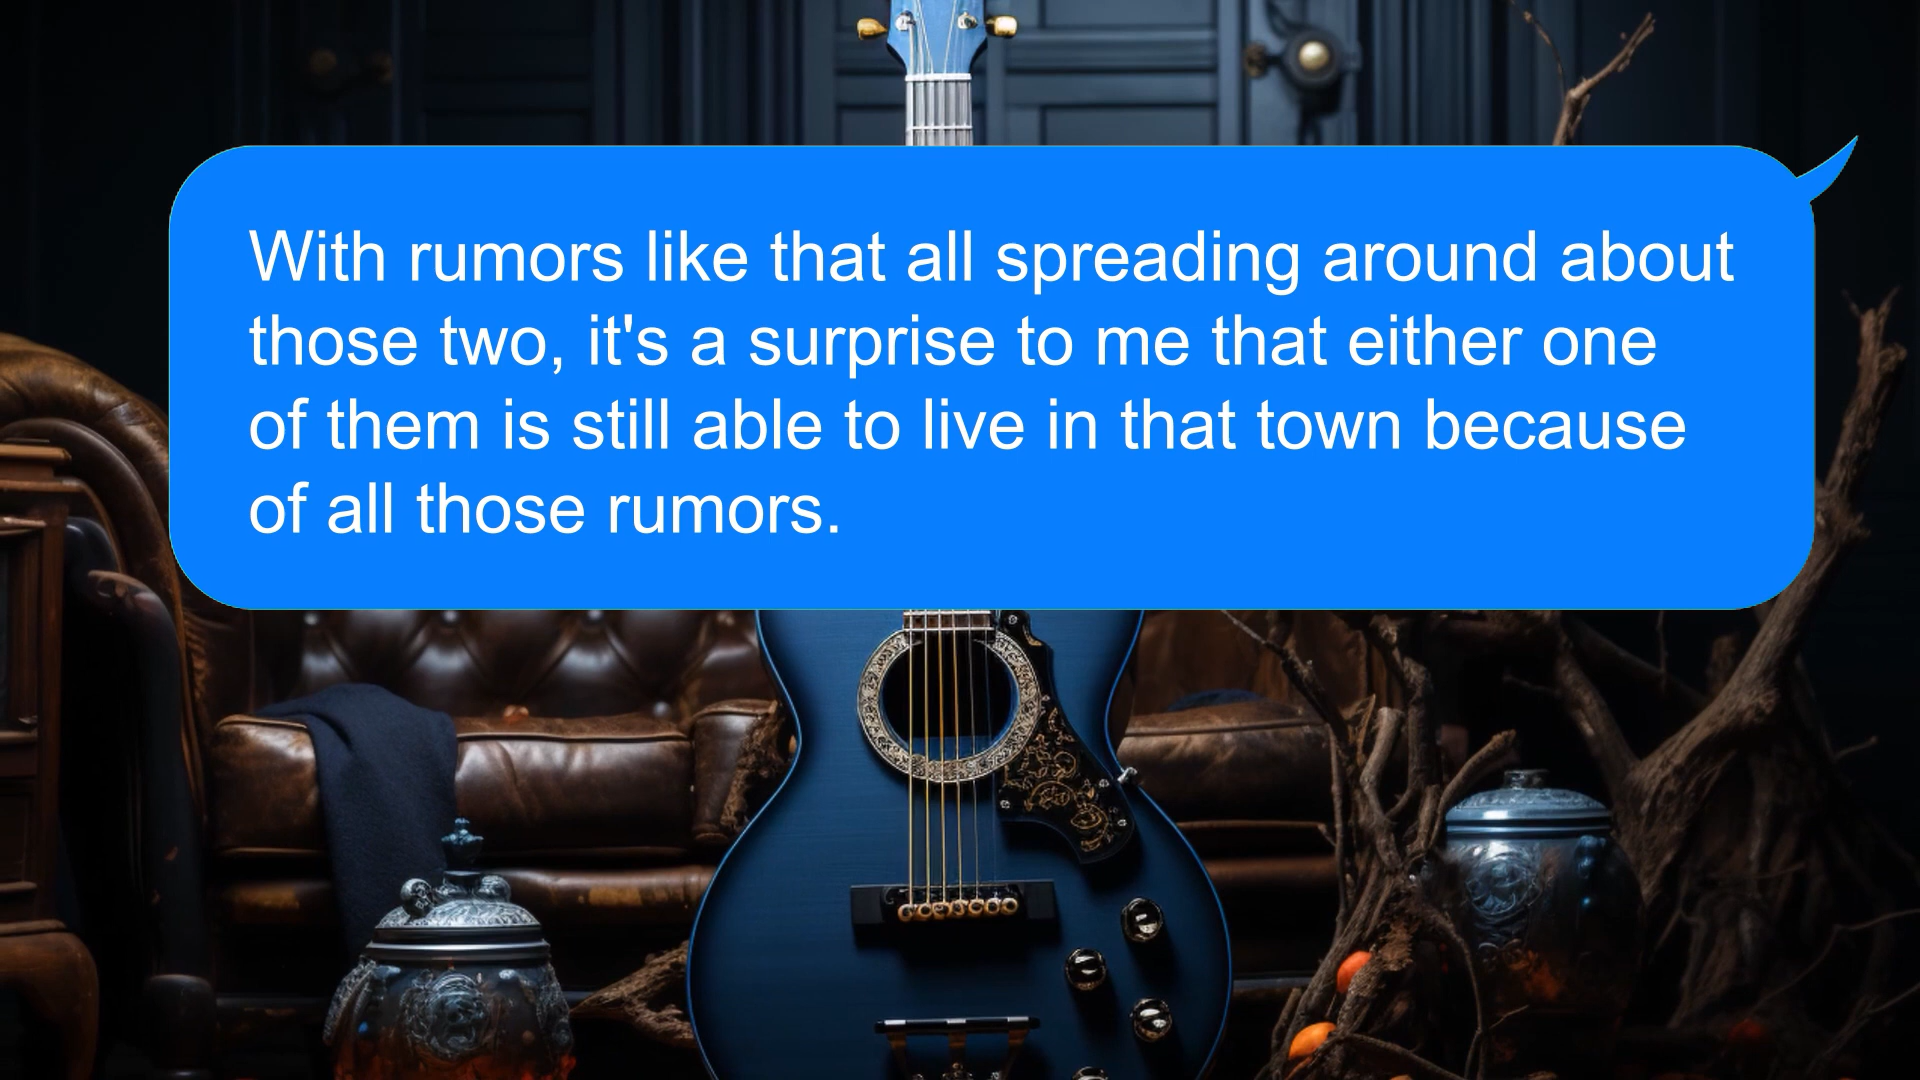 With rumors like that all spreading around about
those two, it's a surprise to me that either one
of them is still able to live in that town because
of all those rumors.